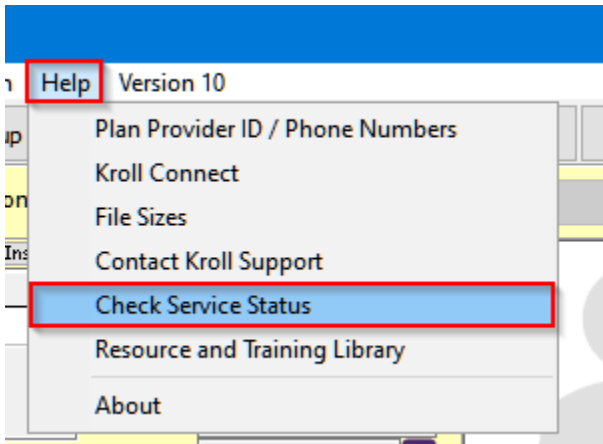 Help Version 10
Plan Provider ID / Phone Numbers
Kroll Connect
File Sizes
Contact Kroll Support
Check Service Status
Resource and Training Library
About